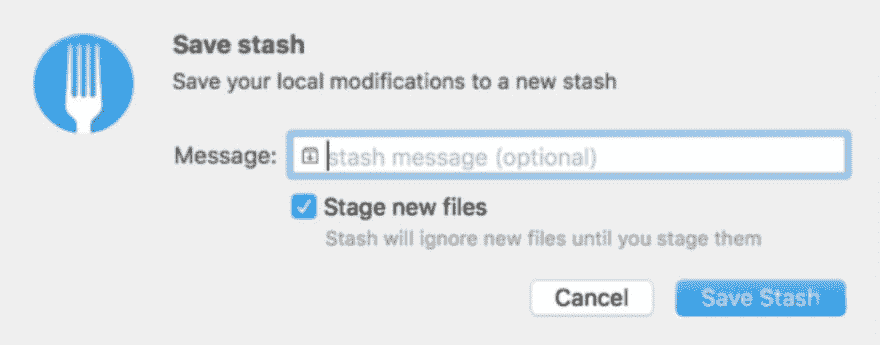 Save stash
Save your local modifications to a new stash
Message: stash message (optional)
Stage new files
Stash will ignore new files until you stage them
Cancel Save Stash